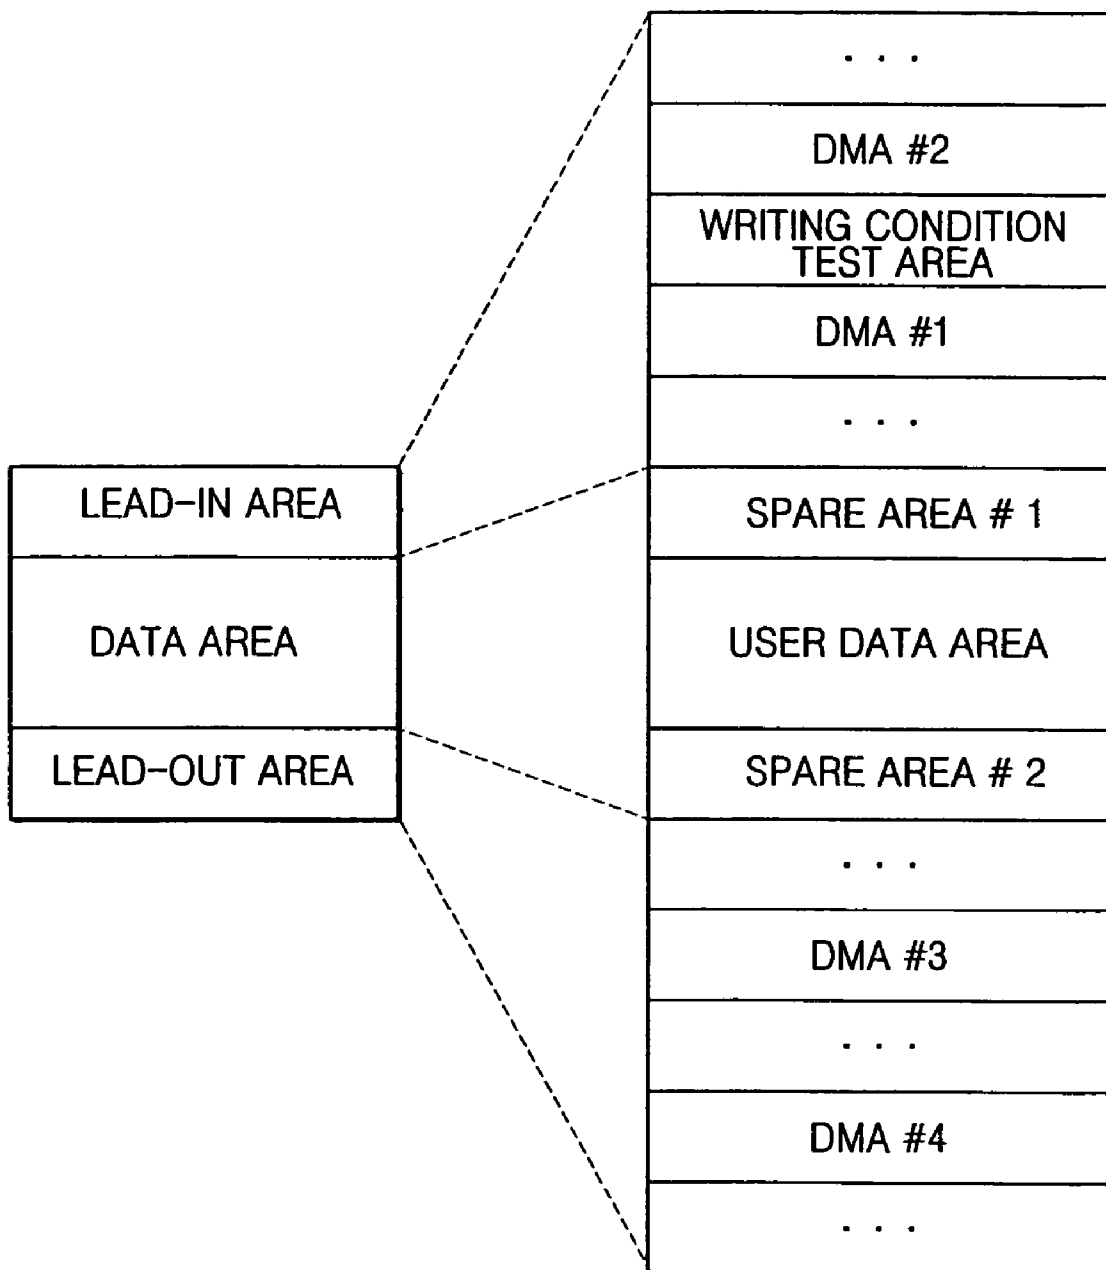 LEAD-IN AREA
DATA AREA
LEAD-OUT AREA
. . .
DMA #2
WRITING CONDITION
TEST AREA
DMA #1
. . .
SPARE AREA # 1
USER DATA AREA
SPARE AREA # 2
. . .
DMA #3
. . .
DMA #4
. . .